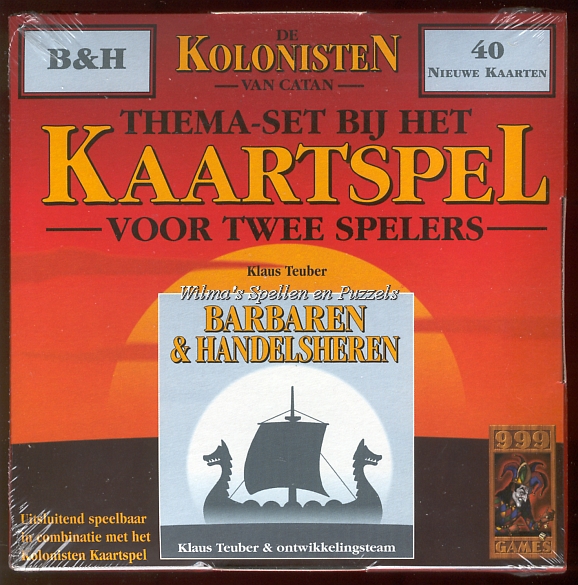 B&H
DE
KOLONISTEN
VAN CATAN
40
NIEUWE KAARTEN
THEMA-SET BIJ HET
KAARTSPEL
VOOR TWEE SPELERS
Klaus Teuber
Wilma's Spellen en Puzzels
BARBAREN
& HANDELSHEREN
Klaus Teuber & ontwikkelingsteam
Uitsluitend speelbaar
in combinatie met het
Kolonisten Kaartspel
999
GAMES